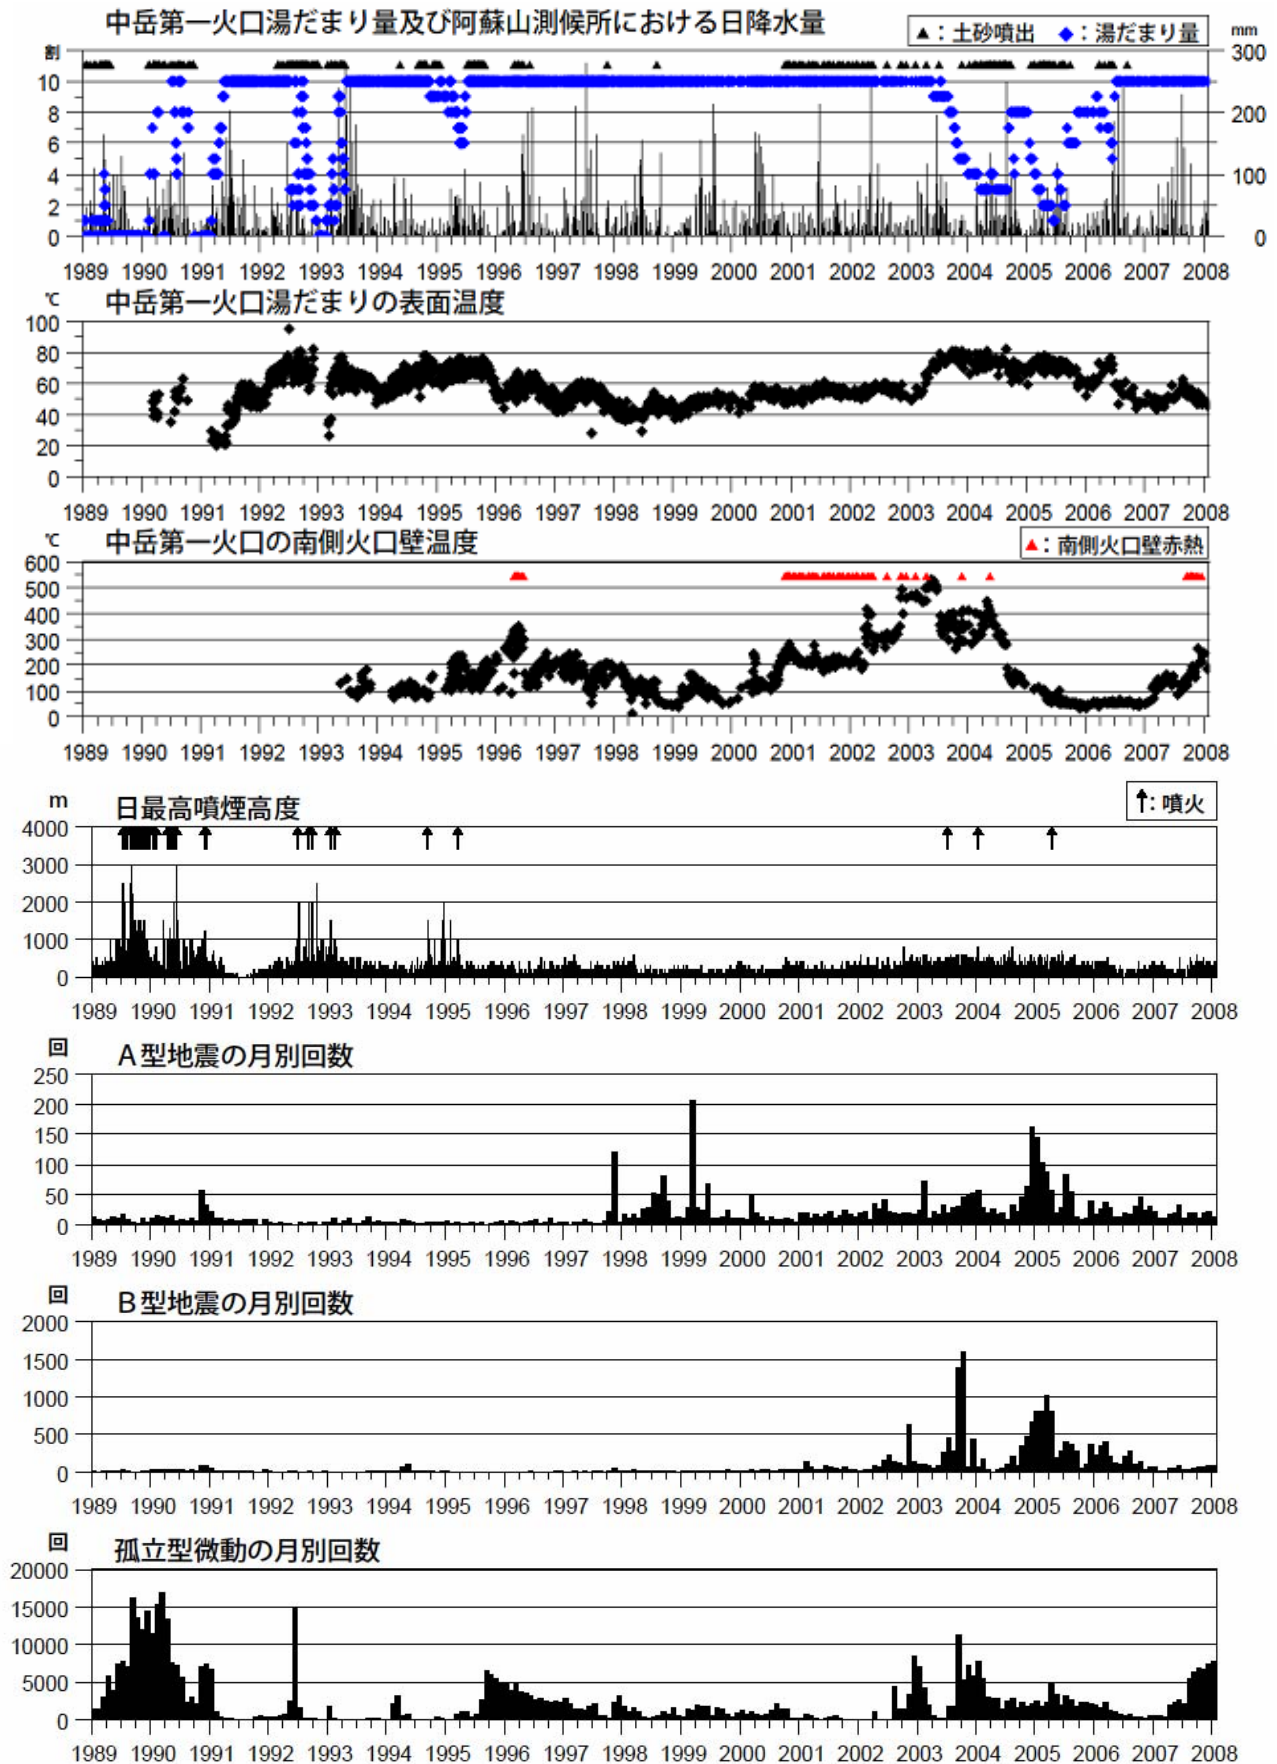 中岳第一火口湯だまり量及び阿蘇山測候所における日降水量
▲：土砂噴出 ◆：湯だまり量
割 mm
10 8 6 4 2 0
300 200 100 0
1989 1990 1991 1992 1993 1994 1995 1996 1997 1998 1999 2000 2001 2002 2003 2004 2005 2006 2007 2008
中岳第一火口湯だまりの表面温度
℃
100 80 60 40 20 0
1989 1990 1991 1992 1993 1994 1995 1996 1997 1998 1999 2000 2001 2002 2003 2004 2005 2006 2007 2008
中岳第一火口の南側火口壁温度
▲：南側火口壁赤熱
℃
600 500 400 300 200 100 0
1989 1990 1991 1992 1993 1994 1995 1996 1997 1998 1999 2000 2001 2002 2003 2004 2005 2006 2007 2008
日最高噴煙高度
↑：噴火
m
4000 3000 2000 1000 0
1989 1990 1991 1992 1993 1994 1995 1996 1997 1998 1999 2000 2001 2002 2003 2004 2005 2006 2007 2008
A型地震の月別回数
回
250 200 150 100 50 0
1989 1990 1991 1992 1993 1994 1995 1996 1997 1998 1999 2000 2001 2002 2003 2004 2005 2006 2007 2008
B型地震の月別回数
回
2000 1500 1000 500 0
1989 1990 1991 1992 1993 1994 1995 1996 1997 1998 1999 2000 2001 2002 2003 2004 2005 2006 2007 2008
孤立型微動の月別回数
回
20000 15000 10000 5000 0
1989 1990 1991 1992 1993 1994 1995 1996 1997 1998 1999 2000 2001 2002 2003 2004 2005 2006 2007 2008